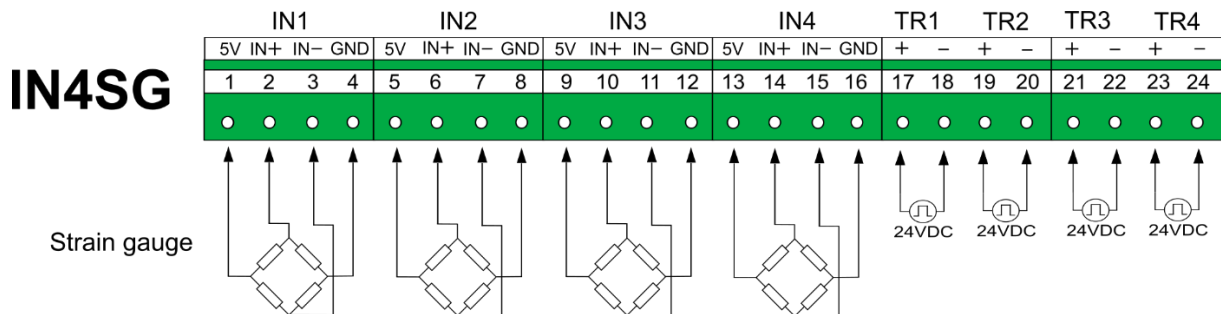 IN1 IN2 IN3 IN4 TR1 TR2 TR3 TR4
5V IN+ IN− GND 5V IN+ IN− GND 5V IN+ IN− GND 5V IN+ IN− GND + − + − + − + −
IN4SG
1 2 3 4 5 6 7 8 9 10 11 12 13 14 15 16 17 18 19 20 21 22 23 24
24VDC 24VDC 24VDC 24VDC
Strain gauge